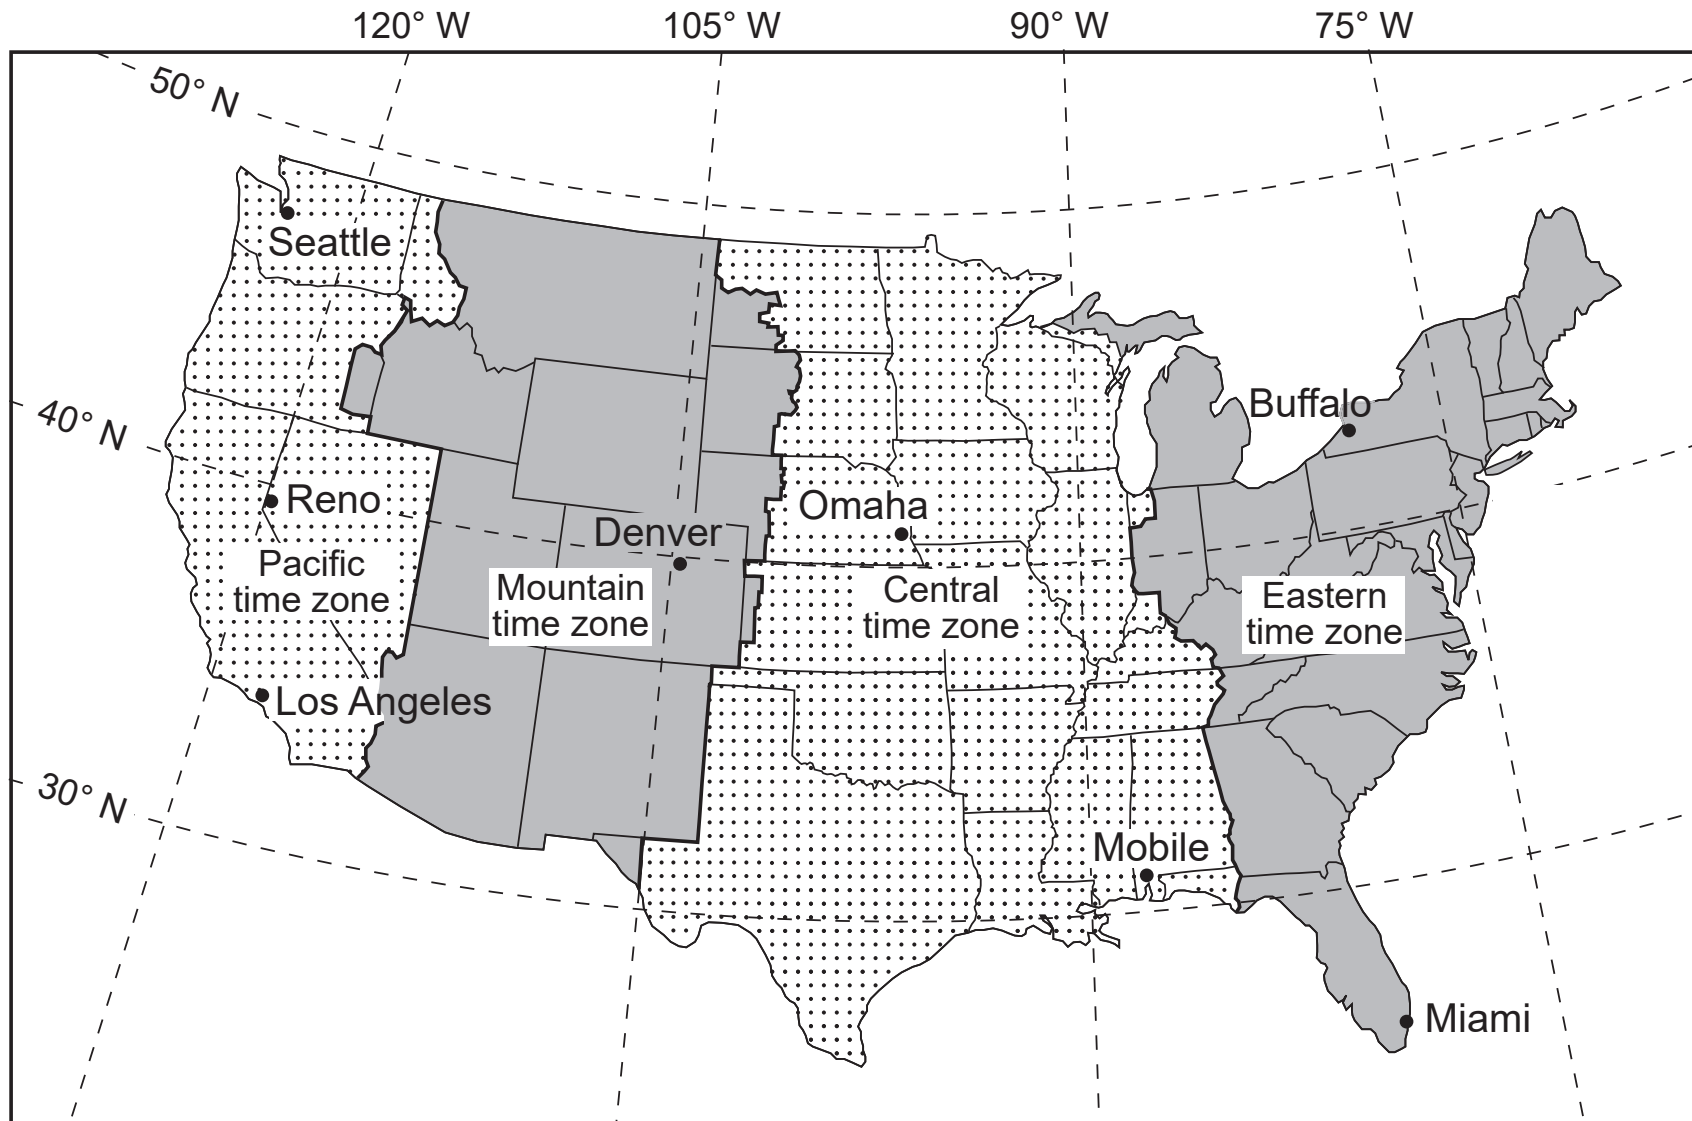 120° W
105° W
90° W
75° W
50° N
Seattle
Buffalo
40° N
Reno
Omaha
Denver
Pacific
time zone
Mountain
time zone
Central
time zone
Eastern
time zone
Los Angeles
30° N
Mobile
Miami